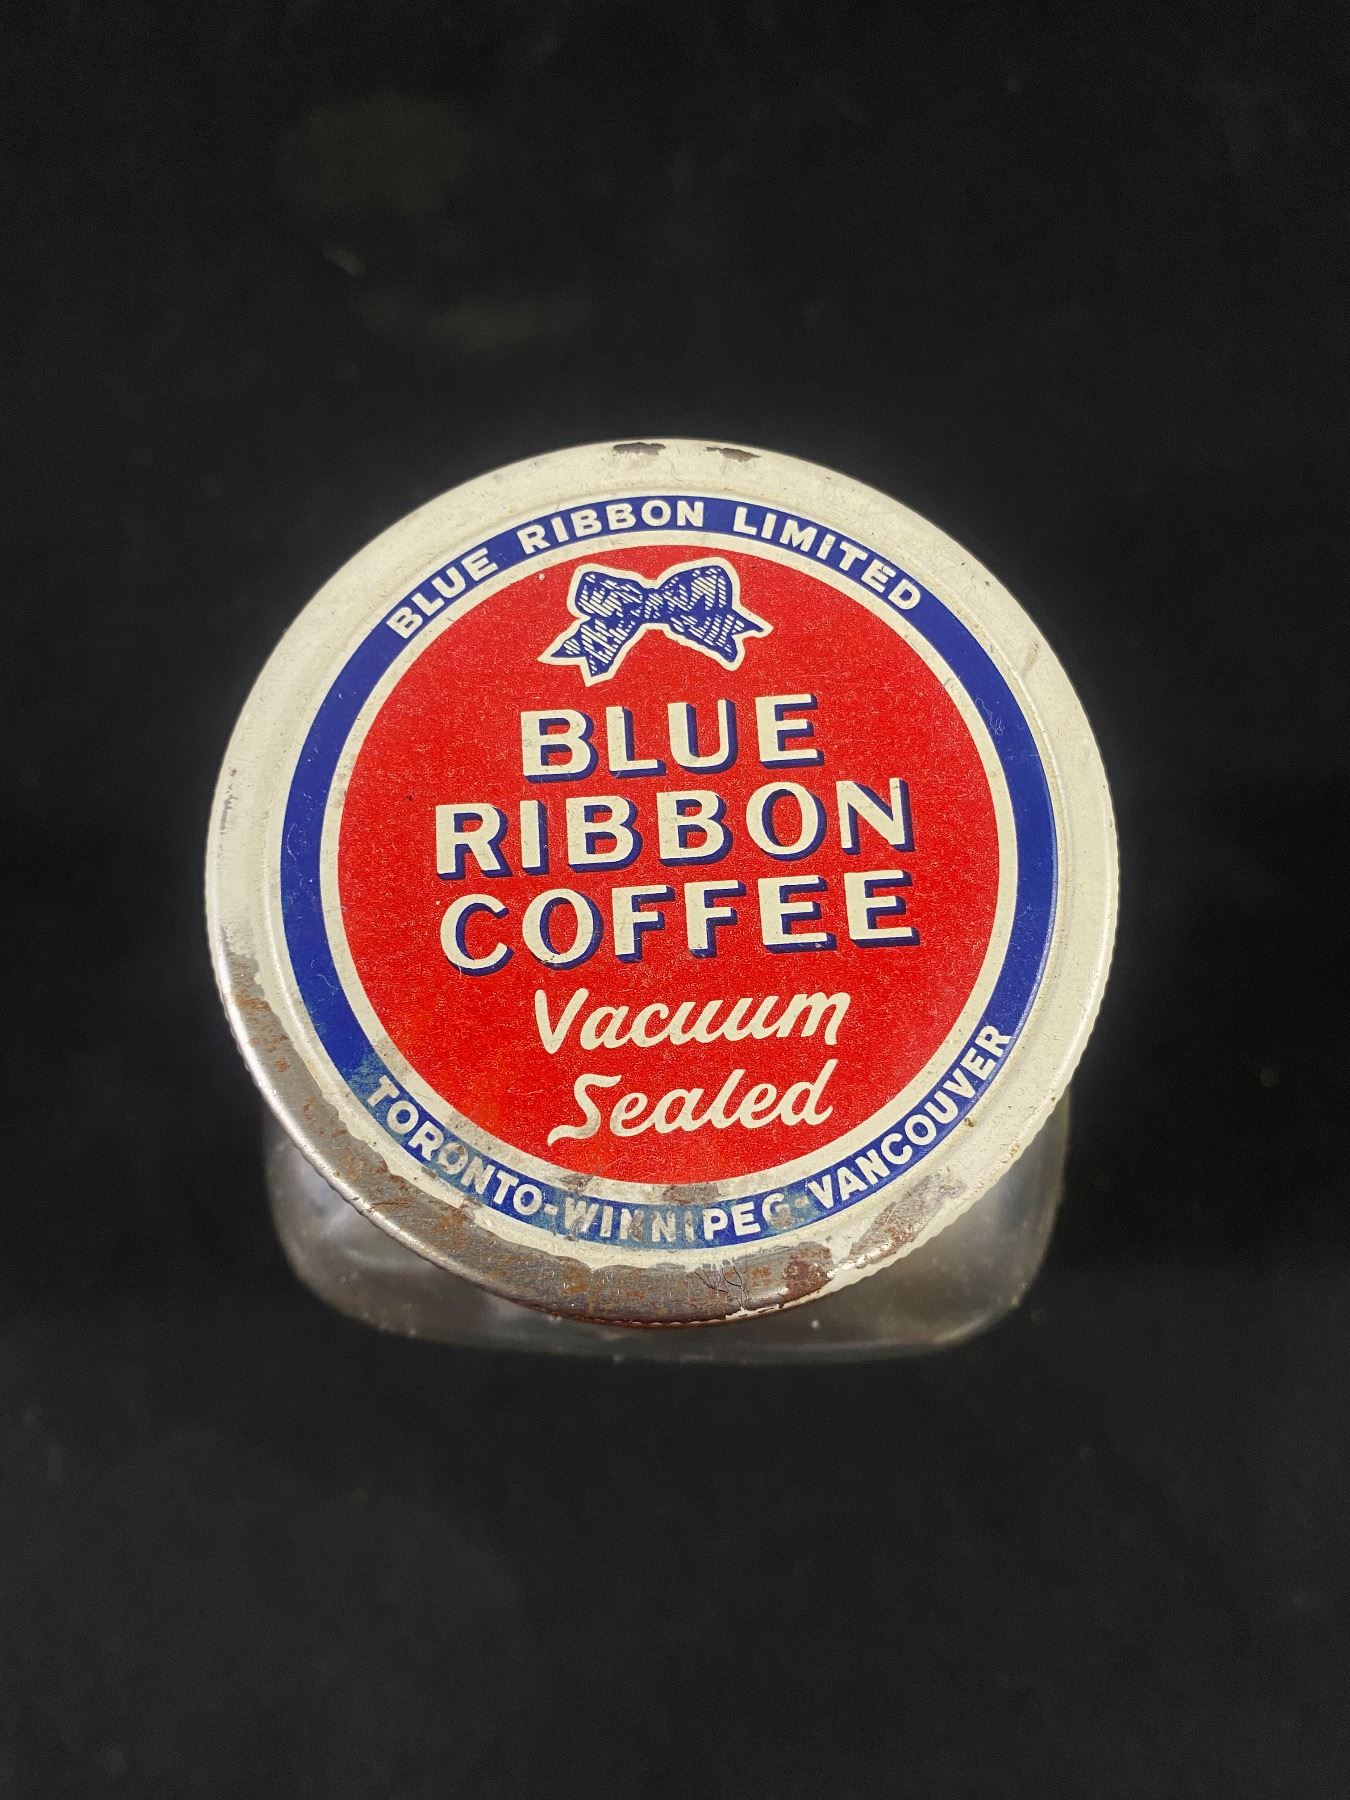 BLUE RIBBON LIMITED
BLUE
RIBBON
COFFEE
Vacuum
Sealed
TORONTO-WINNIPEG-VANCOUVER